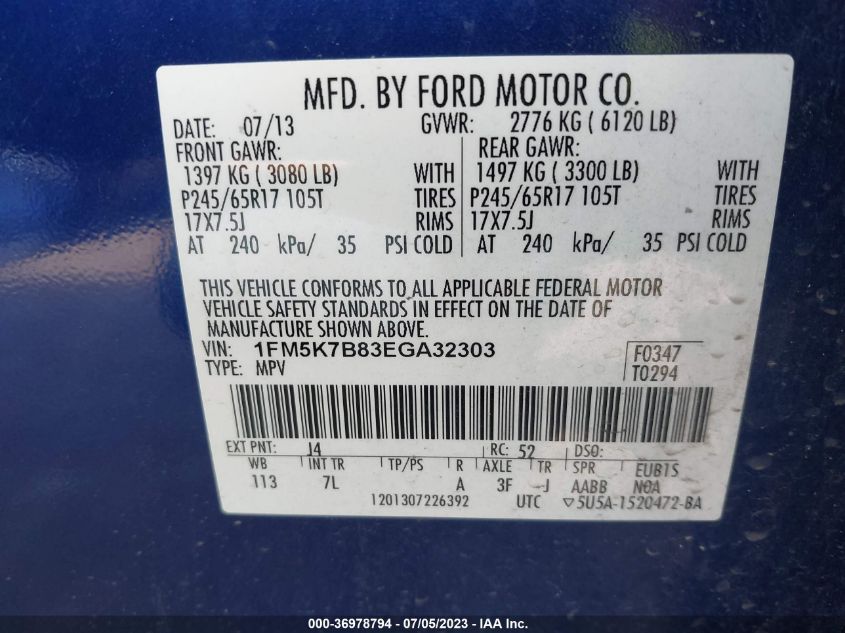 MFD. BY FORD MOTOR CO.
DATE: 07/13 GVWR: 2776 KG ( 6120 LB)
FRONT GAWR: REAR GAWR:
1397 KG ( 3080 LB) WITH 1497 KG ( 3300 LB) WITH
P245/65R17 105T TIRES P245/65R17 105T TIRES
17X7.5J RIMS 17X7.5J RIMS
AT 240 kPa/ 35 PSI COLD AT 240 kPa/ 35 PSI COLD
THIS VEHICLE CONFORMS TO ALL APPLICABLE FEDERAL MOTOR
VEHICLE SAFETY STANDARDS IN EFFECT ON THE DATE OF
MANUFACTURE SHOWN ABOVE.
VIN: 1FM5K7B83EGA32303 F0347
TYPE: MPV T0294
EXT PNT: J4 RC: 52 DSO:
WB INT TR TP/PS R AXLE TR SPR EUB1S
113 7L A 3F J AABB NOA
1201307226392 UTC ▽5U5A-1520472-BA
000-36978794 - 07/05/2023 - IAA Inc.